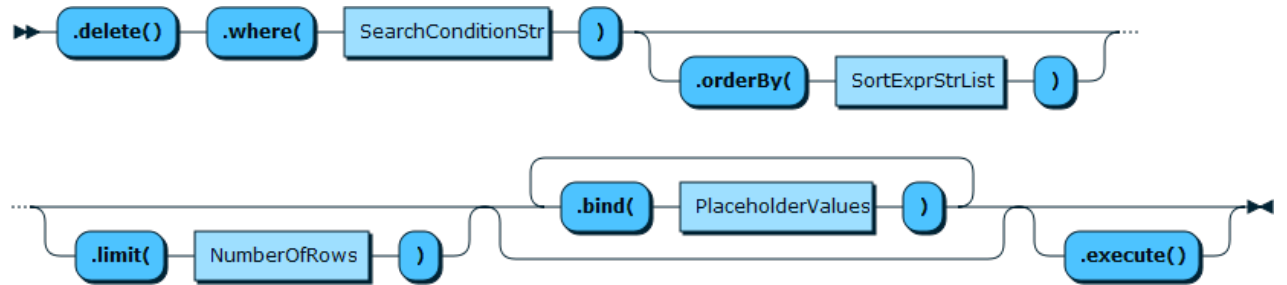 .delete() .where( SearchConditionStr )
.orderBy( SortExprStrList )
.bind( PlaceholderValues )
.limit( NumberOfRows ) .execute()